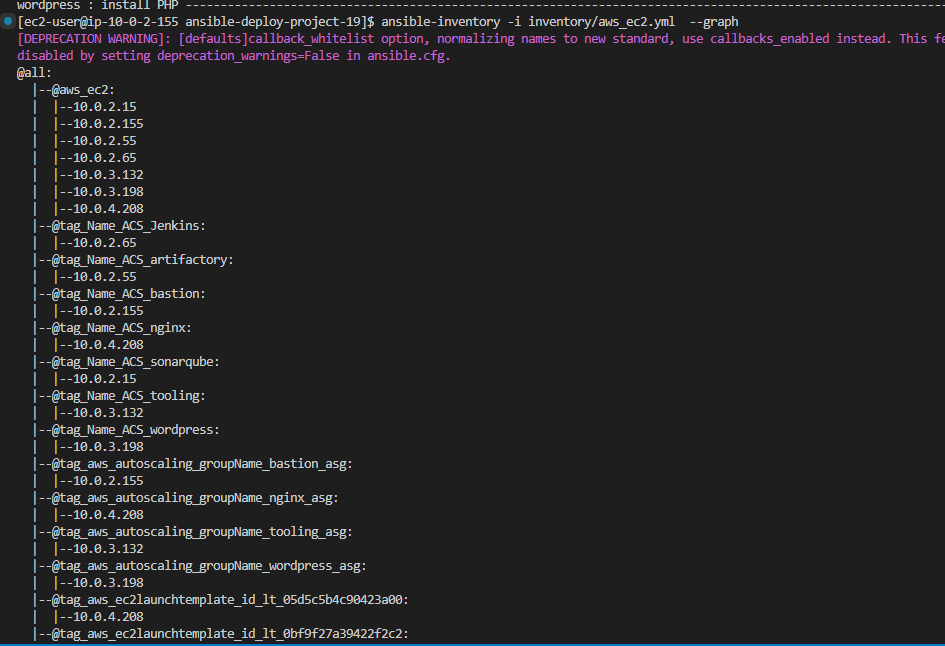 wordpress : install PHP --------------------------------------------------------------------------------------------------------------
[ec2-user@ip-10-0-2-155 ansible-deploy-project-19]$ ansible-inventory -i inventory/aws_ec2.yml  --graph
[DEPRECATION WARNING]: [defaults]callback_whitelist option, normalizing names to new standard, use callbacks_enabled instead. This fe
disabled by setting deprecation_warnings=False in ansible.cfg.
@all:
  |--@aws_ec2:
  |  |--10.0.2.15
  |  |--10.0.2.155
  |  |--10.0.2.55
  |  |--10.0.2.65
  |  |--10.0.3.132
  |  |--10.0.3.198
  |  |--10.0.4.208
  |--@tag_Name_ACS_Jenkins:
  |  |--10.0.2.65
  |--@tag_Name_ACS_artifactory:
  |  |--10.0.2.55
  |--@tag_Name_ACS_bastion:
  |  |--10.0.2.155
  |--@tag_Name_ACS_nginx:
  |  |--10.0.4.208
  |--@tag_Name_ACS_sonarqube:
  |  |--10.0.2.15
  |--@tag_Name_ACS_tooling:
  |  |--10.0.3.132
  |--@tag_Name_ACS_wordpress:
  |  |--10.0.3.198
  |--@tag_aws_autoscaling_groupName_bastion_asg:
  |  |--10.0.2.155
  |--@tag_aws_autoscaling_groupName_nginx_asg:
  |  |--10.0.4.208
  |--@tag_aws_autoscaling_groupName_tooling_asg:
  |  |--10.0.3.132
  |--@tag_aws_autoscaling_groupName_wordpress_asg:
  |  |--10.0.3.198
  |--@tag_aws_ec2launchtemplate_id_lt_05d5c5b4c90423a00:
  |  |--10.0.4.208
  |--@tag_aws_ec2launchtemplate_id_lt_0bf9f27a39422f2c2: